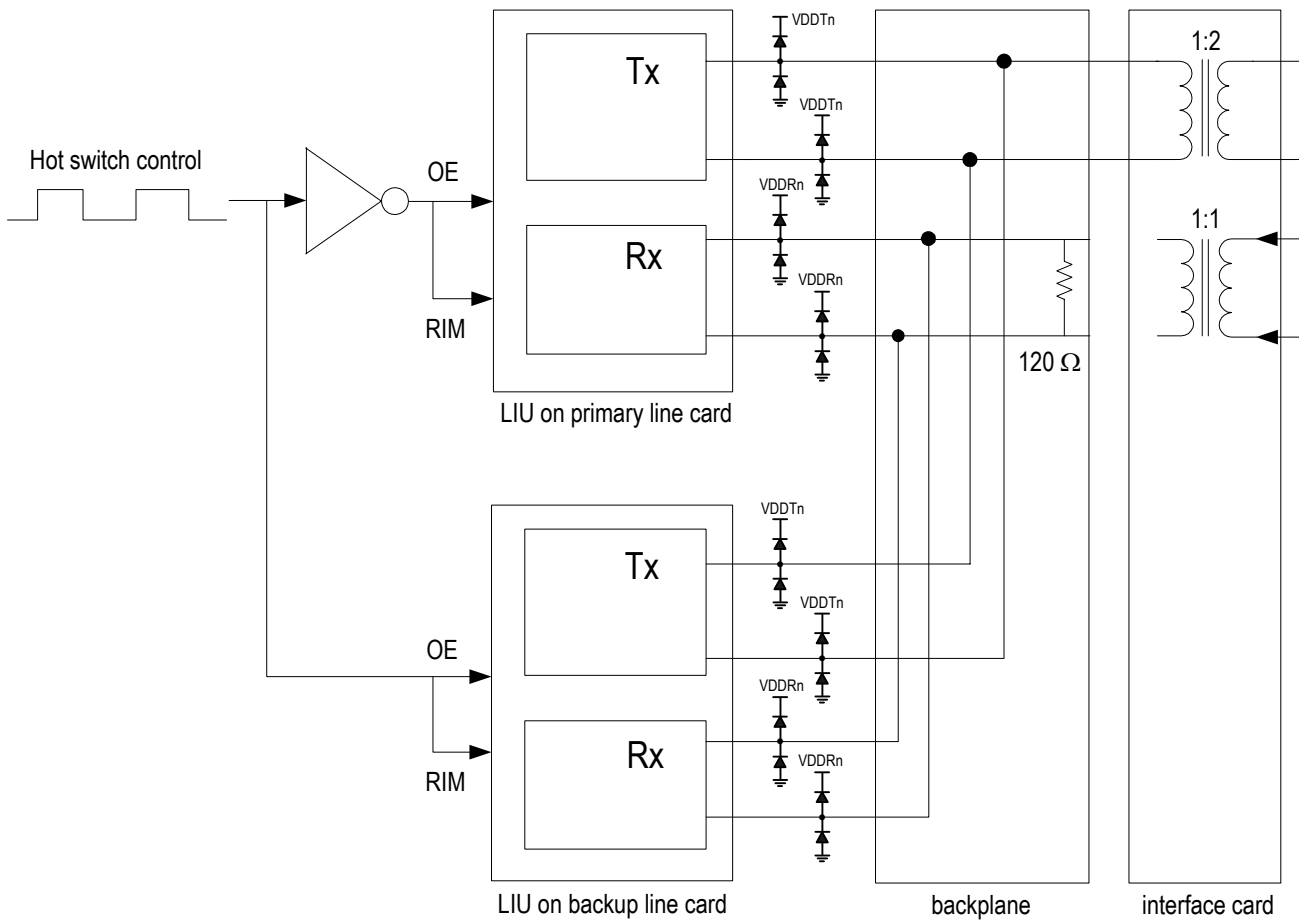 VDDTn
Tx
1:2
VDDTn
Hot switch control
OE
VDDRn
Rx
1:1
VDDRn
RIM
120 Ω
LIU on primary line card
VDDTn
Tx
VDDTn
OE
VDDRn
Rx
VDDRn
RIM
LIU on backup line card
backplane
interface card